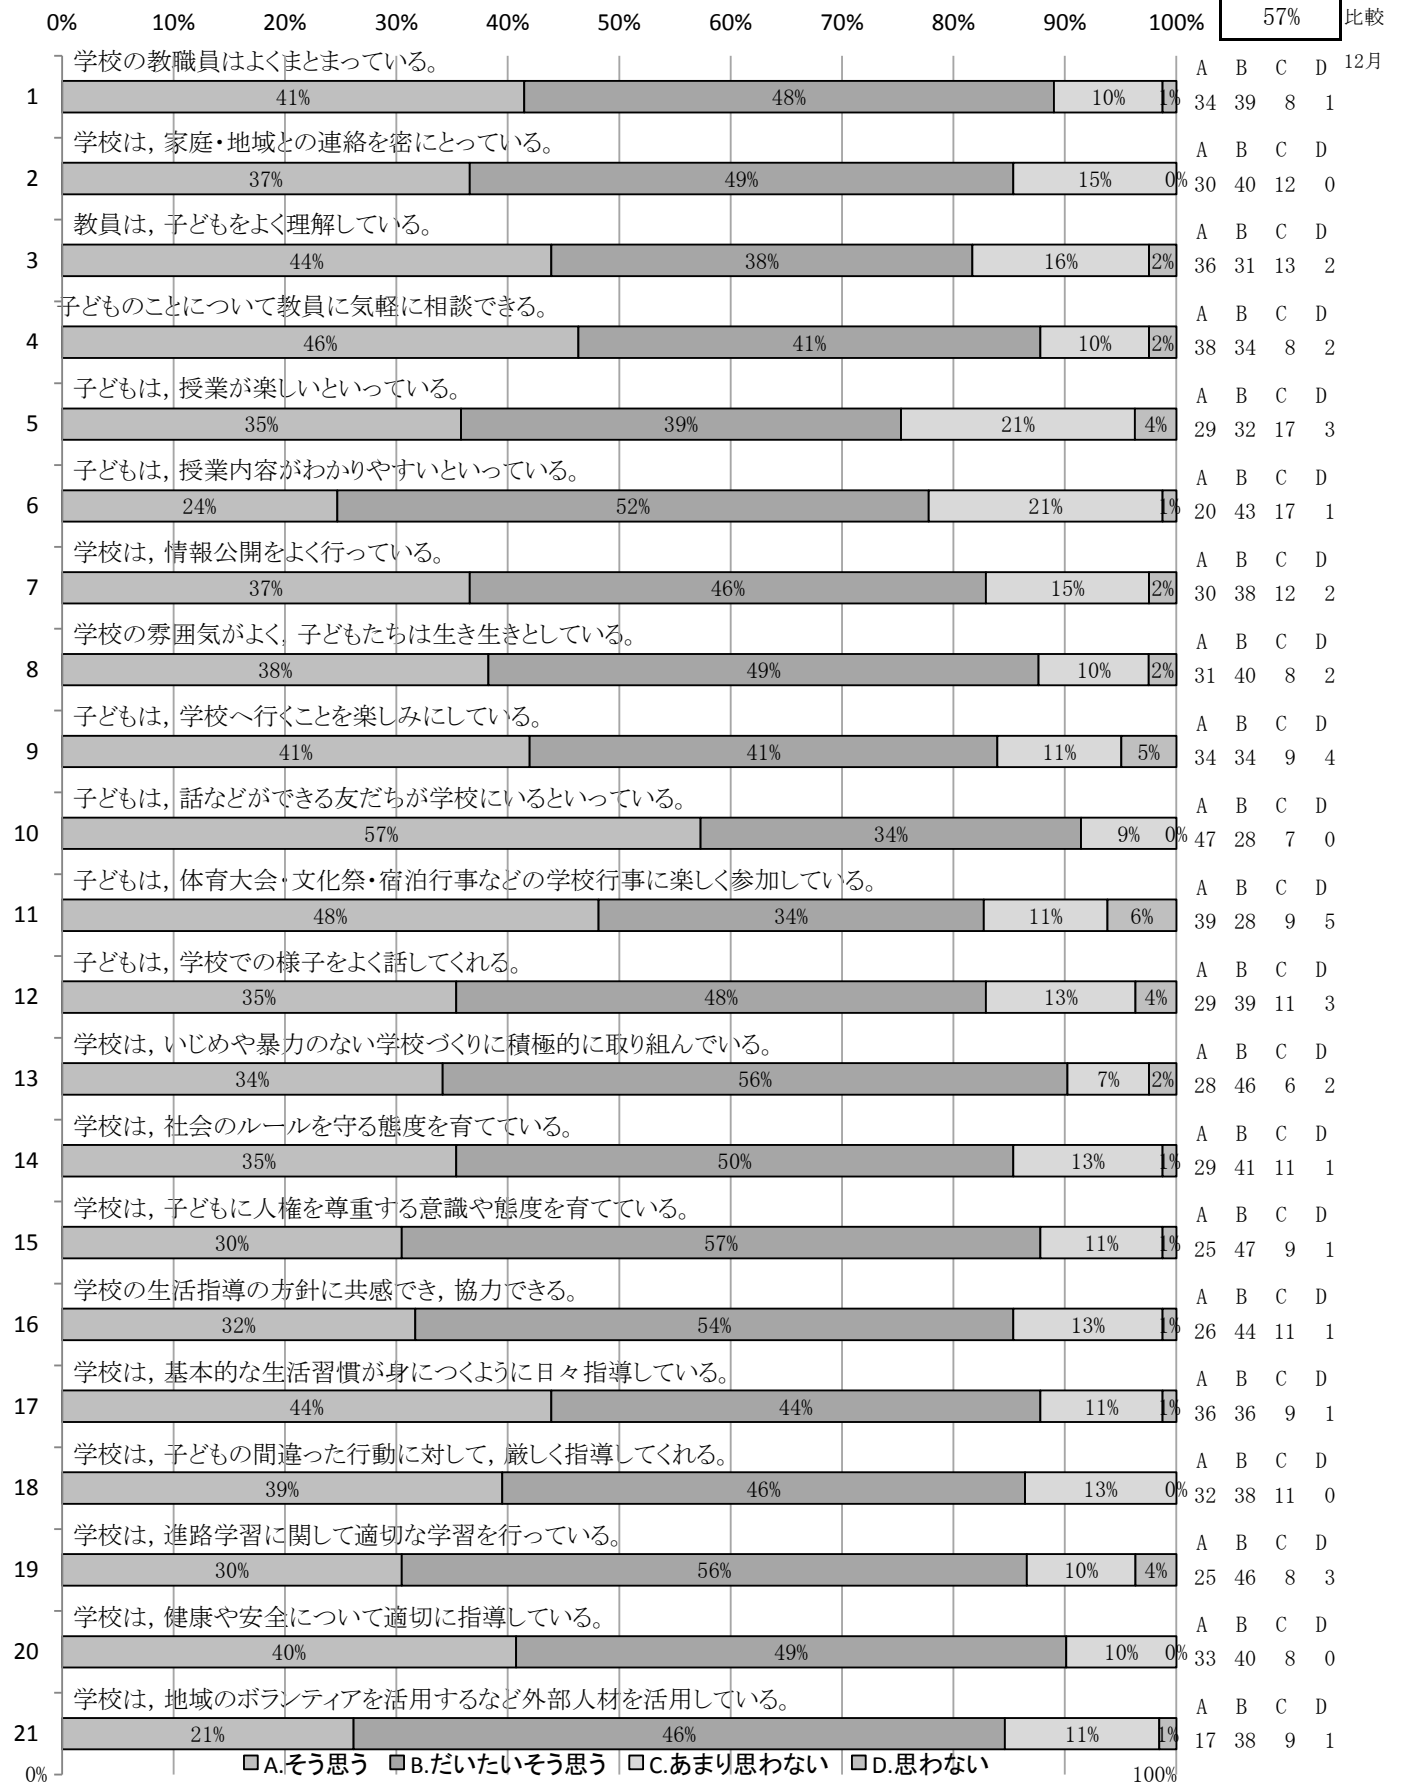 0% 10% 20% 30% 40% 50% 60% 70% 80% 90% 100% 57% 比較
12月
学校の教職員はよくまとまっている。 A B C D
1 41% 48% 10% 1% 34 39 8 1
学校は，家庭・地域との連絡を密にとっている。 A B C D
2 37% 49% 15% 0% 30 40 12 0
教員は，子どもをよく理解している。 A B C D
3 44% 38% 16% 2% 36 31 13 2
子どものことについて教員に気軽に相談できる。 A B C D
4 46% 41% 10% 2% 38 34 8 2
子どもは，授業が楽しいといっている。 A B C D
5 35% 39% 21% 4% 29 32 17 3
子どもは，授業内容がわかりやすいといっている。 A B C D
6 24% 52% 21% 1% 20 43 17 1
学校は，情報公開をよく行っている。 A B C D
7 37% 46% 15% 2% 30 38 12 2
学校の雰囲気がよく，子どもたちは生き生きとしている。 A B C D
8 38% 49% 10% 2% 31 40 8 2
子どもは，学校へ行くことを楽しみにしている。 A B C D
9 41% 41% 11% 5% 34 34 9 4
子どもは，話などができる友だちが学校にいるといっている。 A B C D
10 57% 34% 9% 0% 47 28 7 0
子どもは，体育大会・文化祭・宿泊行事などの学校行事に楽しく参加している。 A B C D
11 48% 34% 11% 6% 39 28 9 5
子どもは，学校での様子をよく話してくれる。 A B C D
12 35% 48% 13% 4% 29 39 11 3
学校は，いじめや暴力のない学校づくりに積極的に取り組んでいる。 A B C D
13 34% 56% 7% 2% 28 46 6 2
学校は，社会のルールを守る態度を育てている。 A B C D
14 35% 50% 13% 1% 29 41 11 1
学校は，子どもに人権を尊重する意識や態度を育てている。 A B C D
15 30% 57% 11% 1% 25 47 9 1
学校の生活指導の方針に共感でき，協力できる。 A B C D
16 32% 54% 13% 1% 26 44 11 1
学校は，基本的な生活習慣が身につくように日々指導している。 A B C D
17 44% 44% 11% 1% 36 36 9 1
学校は，子どもの間違った行動に対して，厳しく指導してくれる。 A B C D
18 39% 46% 13% 0% 32 38 11 0
学校は，進路学習に関して適切な学習を行っている。 A B C D
19 30% 56% 10% 4% 25 46 8 3
学校は，健康や安全について適切に指導している。 A B C D
20 40% 49% 10% 0% 33 40 8 0
学校は，地域のボランティアを活用するなど外部人材を活用している。 A B C D
21 21% 46% 11% 1% 17 38 9 1
A.そう思う B.だいたいそう思う C.あまり思わない D.思わない
0% 100%